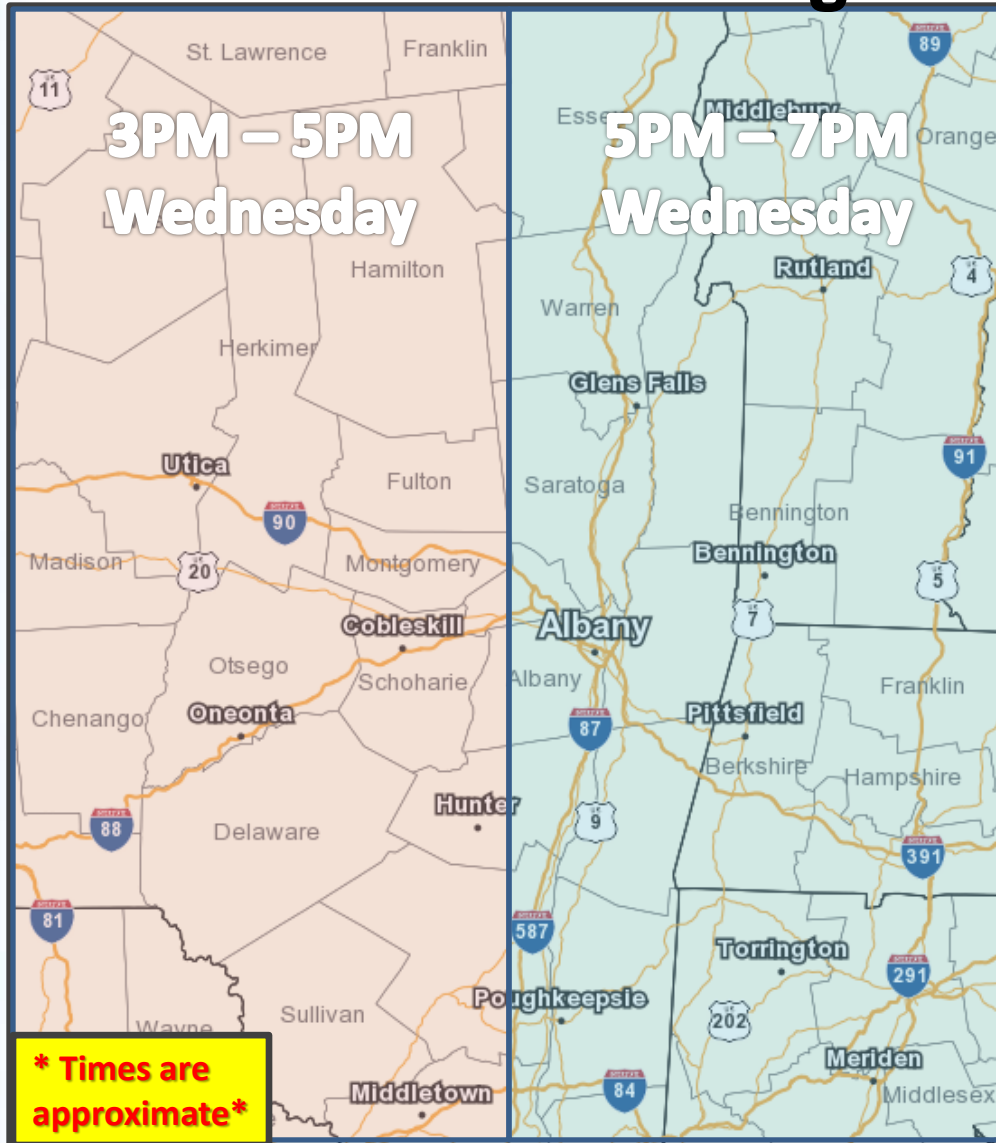 St. Lawrence
Franklin
11
3PM – 5PM
Wednesday
Hamilton
Herkimer
Utica
Fulton
90
Madison
20
Montgomery
Cobleskill
Otsego
Schoharie
Chenango
Oneonta
Hunter
88
Delaware
81
Sullivan
Wayne
* Times are
approximate*
Middletown
89
Middlebury
Orange
5PM – 7PM
Wednesday
Rutland
4
Warren
Glens Falls
91
Saratoga
Bennington
Bennington
5
7
Albany
Albany
Franklin
Pittsfield
87
Berkshire
Hampshire
9
391
587
Torrington
291
Poughkeepsie
202
Meriden
84
Middlesex